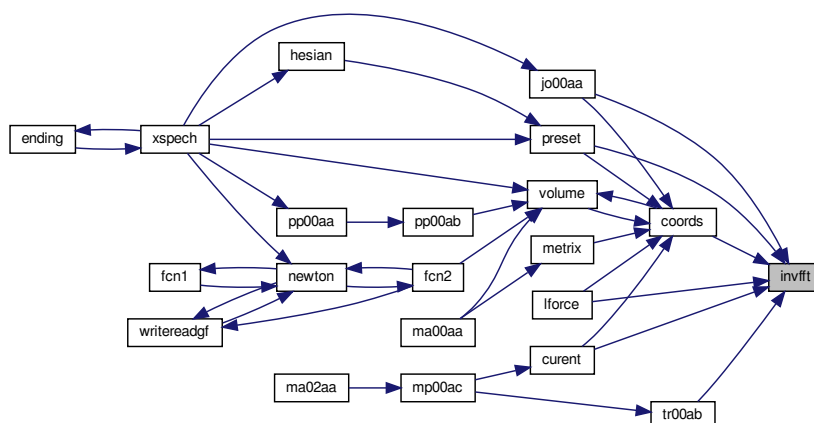 hesian
jo00aa
ending
xspech
preset
volume
pp00aa
pp00ab
coords
metrix
fcn1
newton
fcn2
invfft
lforce
writereadgf
ma00aa
curent
ma02aa
mp00ac
tr00ab